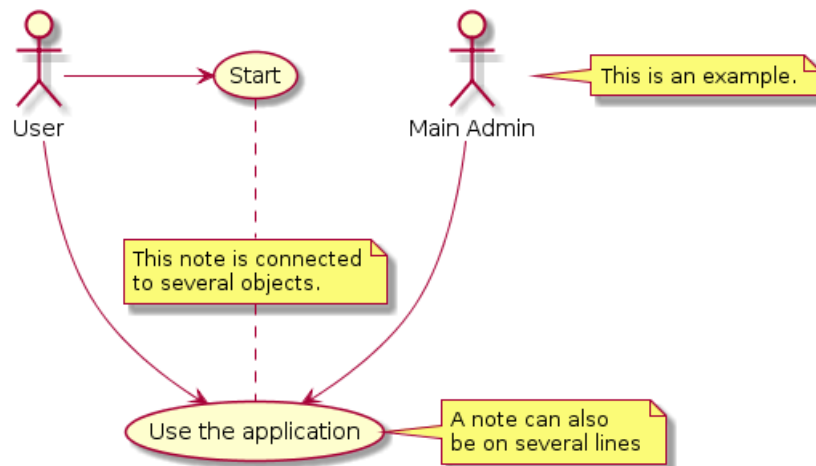 Start
This is an example.
User
Main Admin
This note is connected
to several objects.
Use the application
A note can also
be on several lines